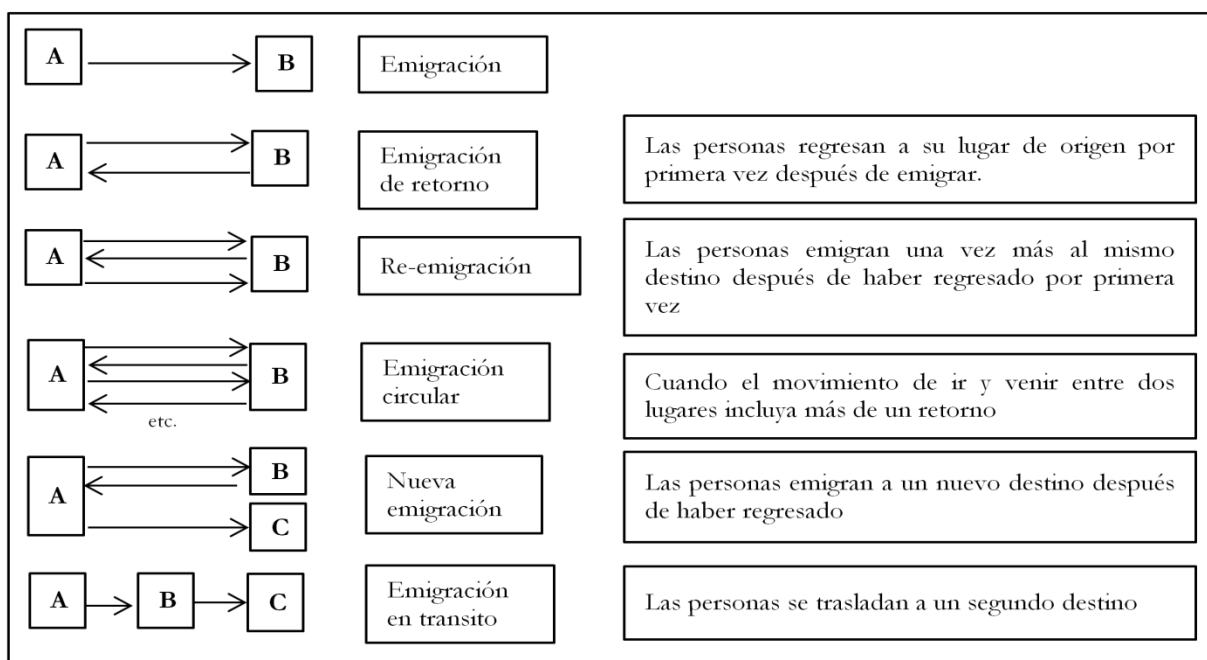 A
B
Emigración
A
B
Emigración
de retorno
Las personas regresan a su lugar de origen por
primera vez después de emigrar.
A
B
Re-emigración
Las personas emigran una vez más al mismo
destino después de haber regresado por primera
vez
A
B
etc.
Emigración
circular
Cuando el movimiento de ir y venir entre dos
lugares incluya más de un retorno
A
B
C
Nueva
emigración
Las personas emigran a un nuevo destino después
de haber regresado
A
B
C
Emigración
en transito
Las personas se trasladan a un segundo destino